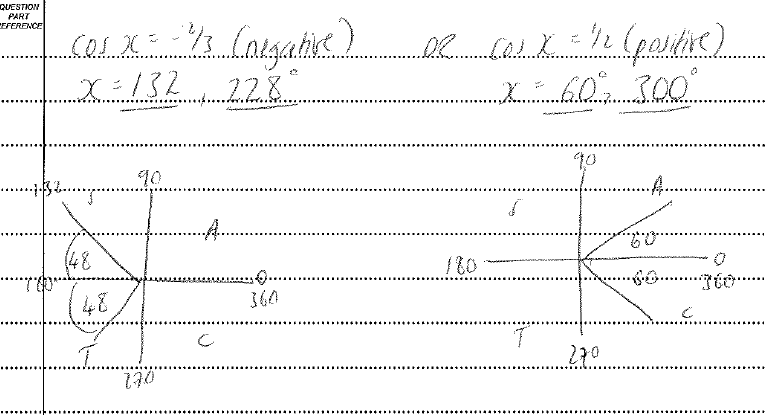 QUESTION
PART
REFERENCE
cos x = -2/3 (negative) or cos x = 1/2 (positive)
x = 132, 228° x = 60°, 300°
132 S 90 A
48
180°
48
0
360
T C
270
90
S A
60
180 0
60 360
T C
270